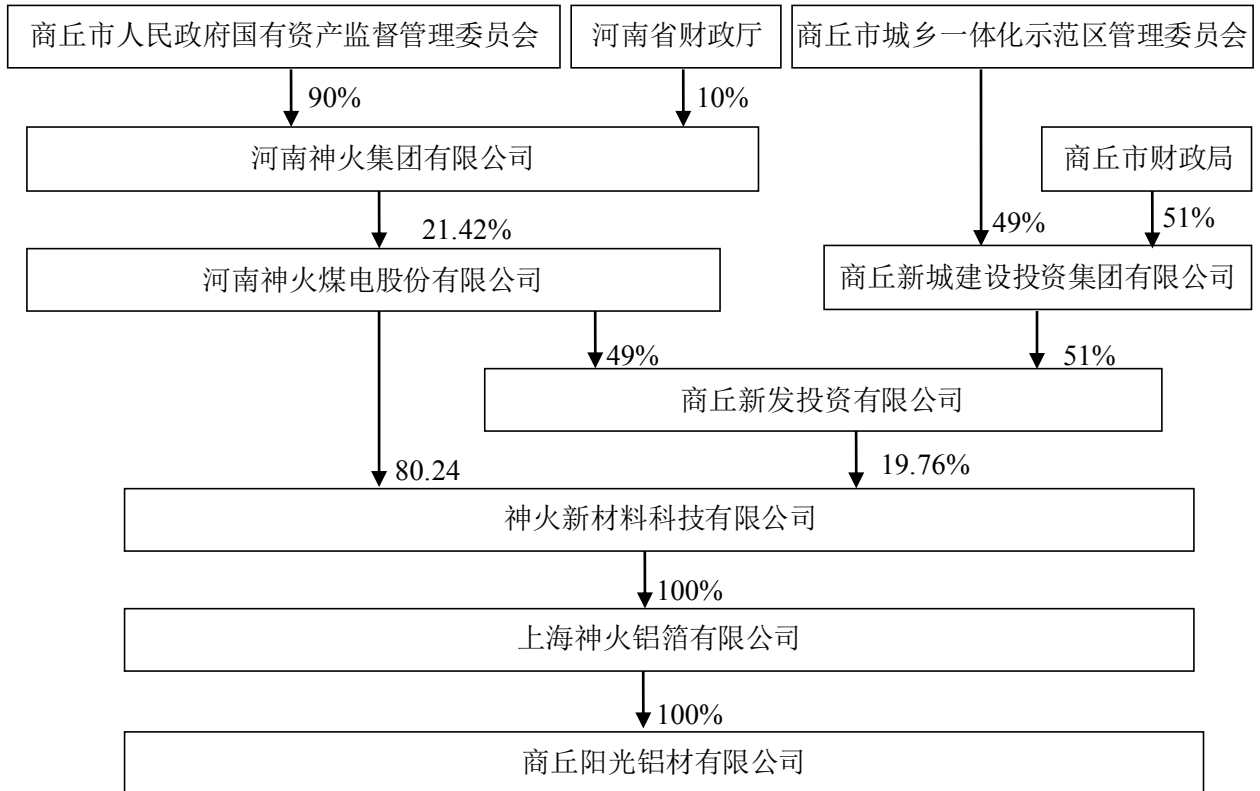 商丘市人民政府国有资产监督管理委员会
河南省财政厅
商丘市城乡一体化示范区管理委员会
90%
10%
河南神火集团有限公司
商丘市财政局
21.42%
49%
51%
河南神火煤电股份有限公司
商丘新城建设投资集团有限公司
49%
51%
商丘新发投资有限公司
80.24
19.76%
神火新材料科技有限公司
100%
上海神火铝箔有限公司
100%
商丘阳光铝材有限公司